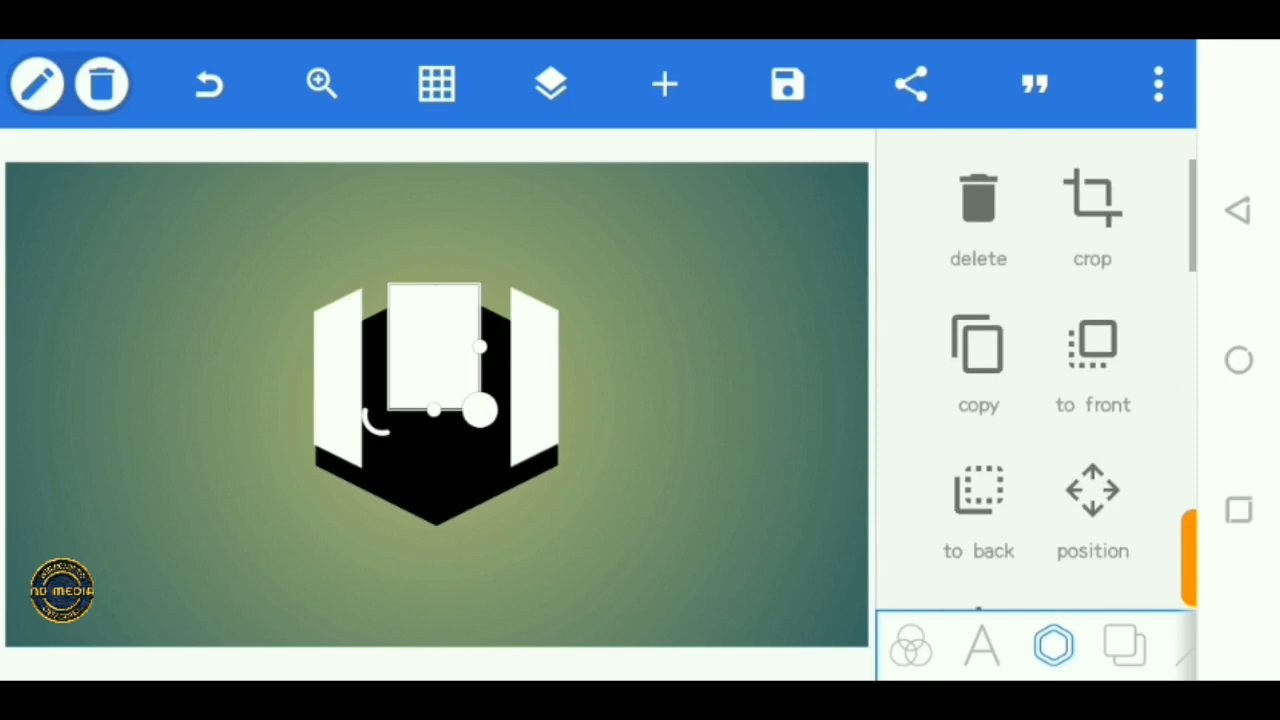 delete
crop
copy
to front
to back
position
ND MEDIA